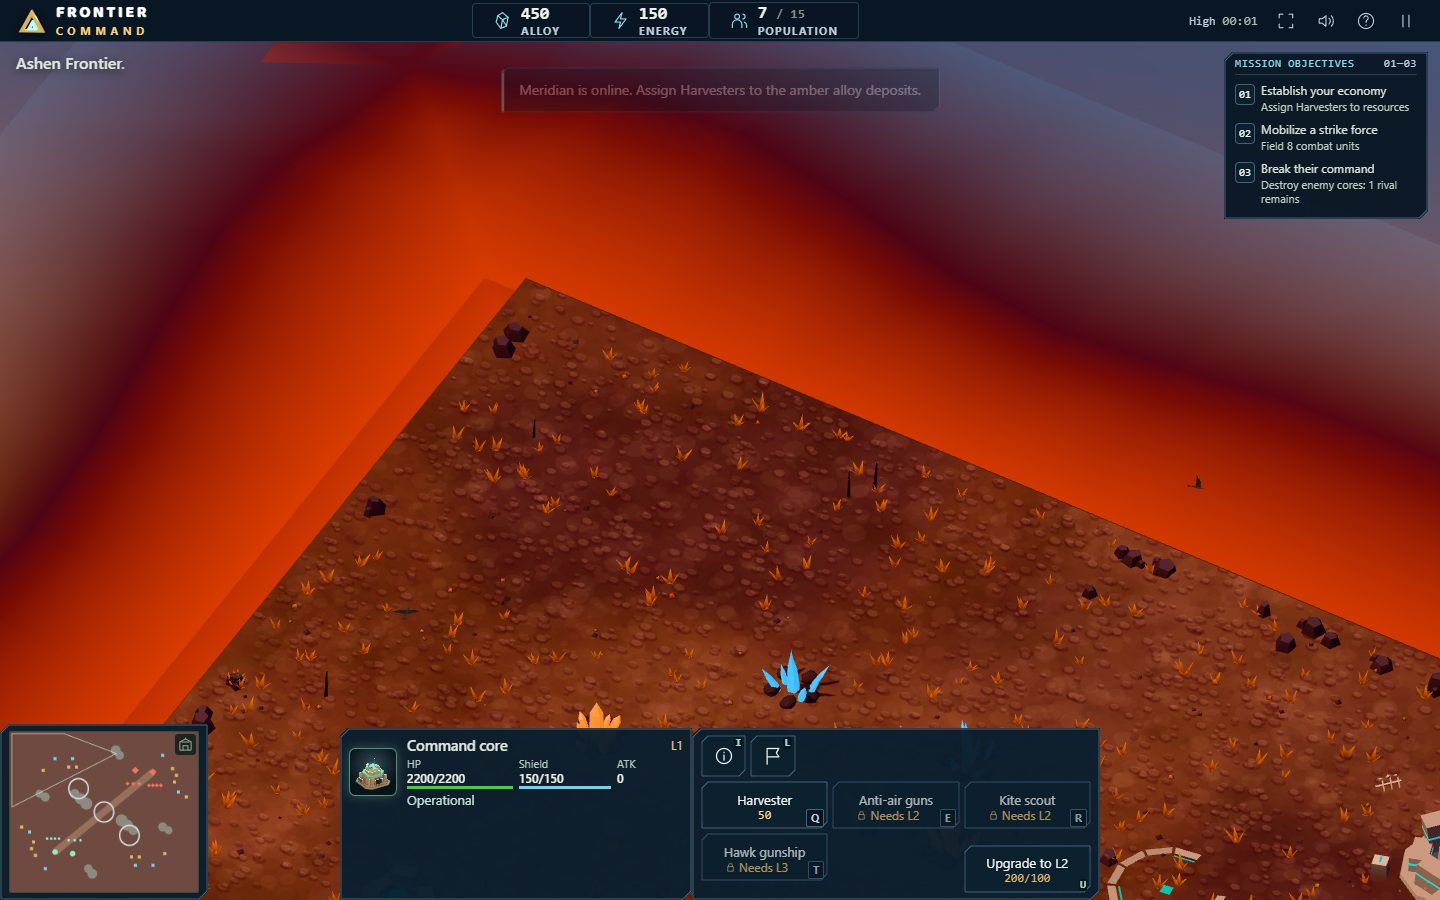 FRONTIER
COMMAND
450
ALLOY
150
ENERGY
7 / 15
POPULATION
High 00:01
Ashen Frontier.
Meridian is online. Assign Harvesters to the amber alloy deposits.
MISSION OBJECTIVES 01—03
01 Establish your economy
Assign Harvesters to resources
02 Mobilize a strike force
Field 8 combat units
03 Break their command
Destroy enemy cores: 1 rival
remains
Command core L1
HP Shield ATK
2200/2200 150/150 0
Operational
I
L
Harvester
50
Q
Anti-air guns
Needs L2
E
Kite scout
Needs L2
R
Hawk gunship
Needs L3
T
Upgrade to L2
200/100
U